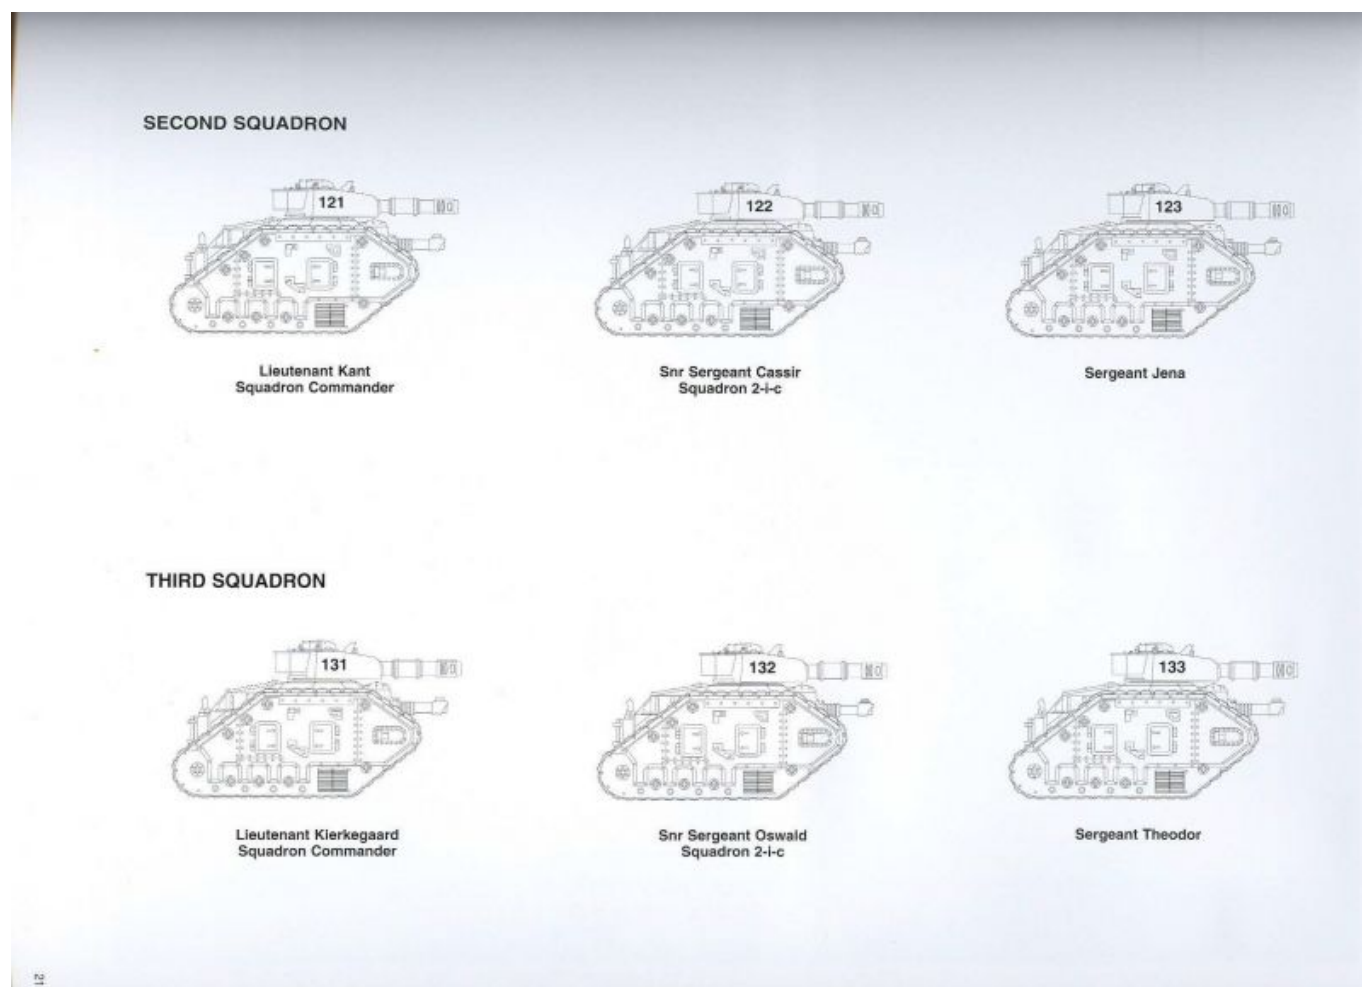 SECOND SQUADRON
121
122
123
Lieutenant Kant
Squadron Commander
Snr Sergeant Cassir
Squadron 2-i-c
Sergeant Jena
THIRD SQUADRON
131
132
133
Lieutenant Kierkegaard
Squadron Commander
Snr Sergeant Oswald
Squadron 2-i-c
Sergeant Theodor
21